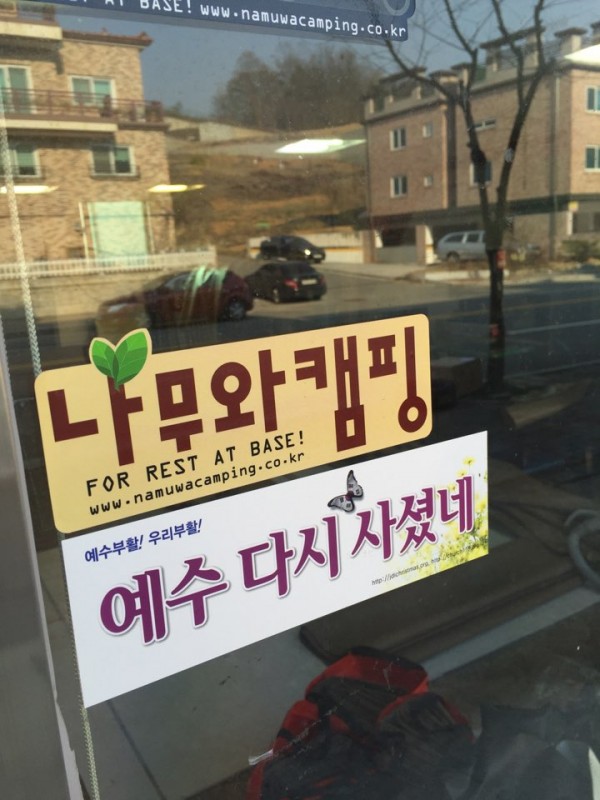 AT BASE! www.namuwacamping.co.kr
나무와캠핑
FOR REST AT BASE!
www.namuwacamping.co.kr
예수부활! 우리부활!
예수 다시 사셨네